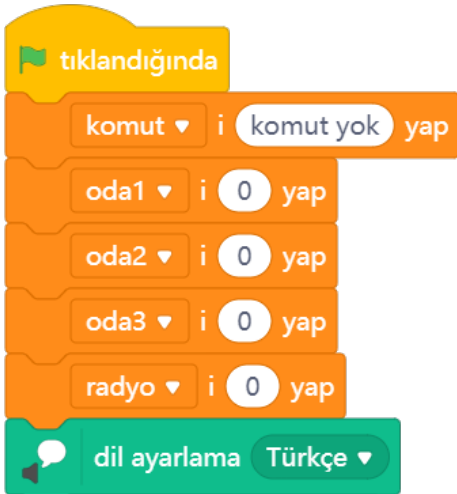 tıklandığında
komut i komut yok yap
oda1 i 0 yap
oda2 i 0 yap
oda3 i 0 yap
radyo i 0 yap
dil ayarlama Türkçe